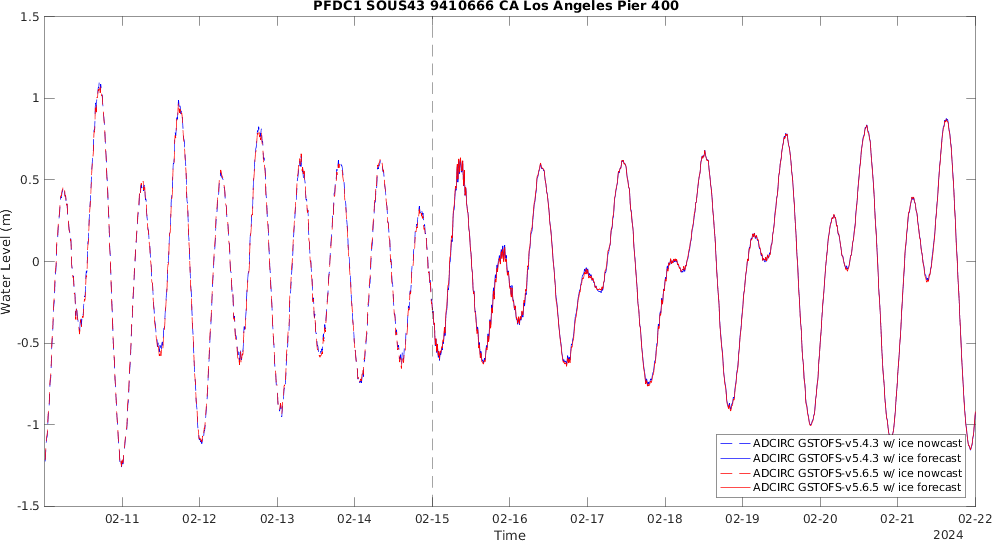 PFDC1 SOUS43 9410666 CA Los Angeles Pier 400
1.5
1
0.5
0
-0.5
-1
-1.5
Water Level (m)
ADCIRC GSTOFS-v5.4.3 w/ ice nowcast
ADCIRC GSTOFS-v5.4.3 w/ ice forecast
ADCIRC GSTOFS-v5.6.5 w/ ice nowcast
ADCIRC GSTOFS-v5.6.5 w/ ice forecast
02-11 02-12 02-13 02-14 02-15 02-16 02-17 02-18 02-19 02-20 02-21 02-22
Time
2024